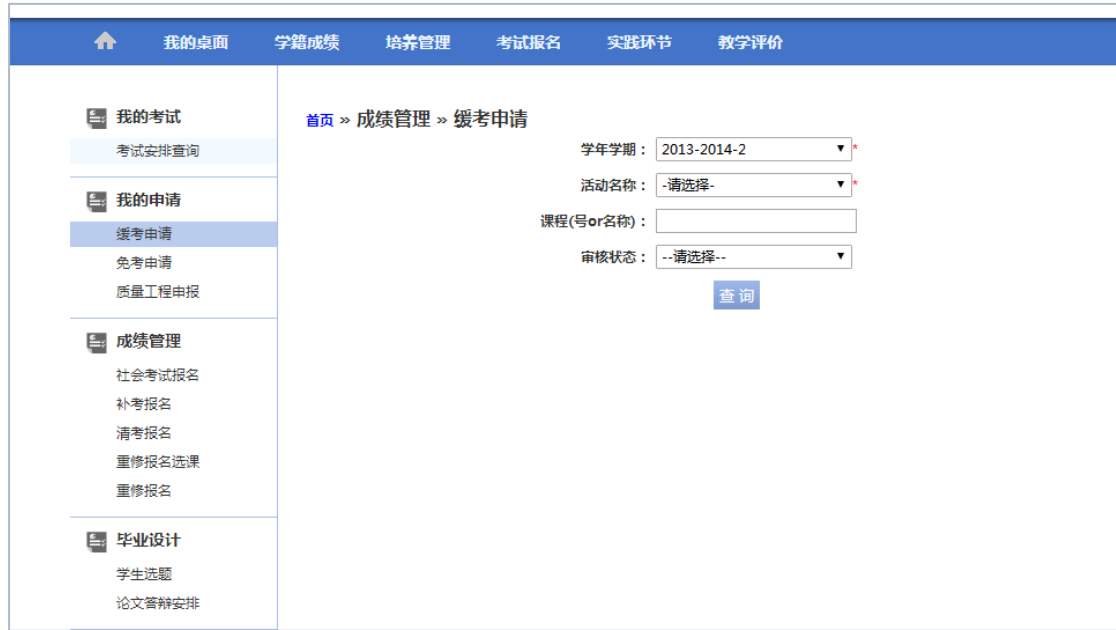 我的桌面 学籍成绩 培养管理 考试报名 实践环节 教学评价
我的考试
考试安排查询
我的申请
缓考申请
免考申请
质量工程申报
成绩管理
社会考试报名
补考报名
清考报名
重修报名选课
重修报名
毕业设计
学生选题
论文答辩安排
首页 » 成绩管理 » 缓考申请
学年学期： 2013-2014-2 *
活动名称： -请选择- *
课程(号or名称)：
审核状态： --请选择--
查 询